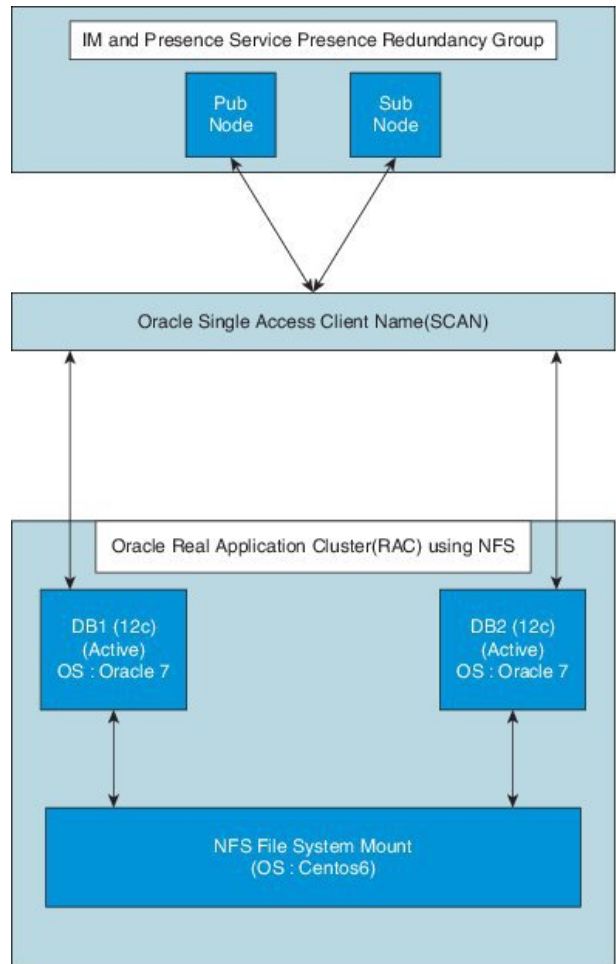 IM and Presence Service Presence Redundancy Group
Pub
Node
Sub
Node
Oracle Single Access Client Name(SCAN)
Oracle Real Application Cluster(RAC) using NFS
DB1 (12c)
(Active)
OS : Oracle 7
DB2 (12c)
(Active)
OS : Oracle 7
NFS File System Mount
(OS : Centos6)